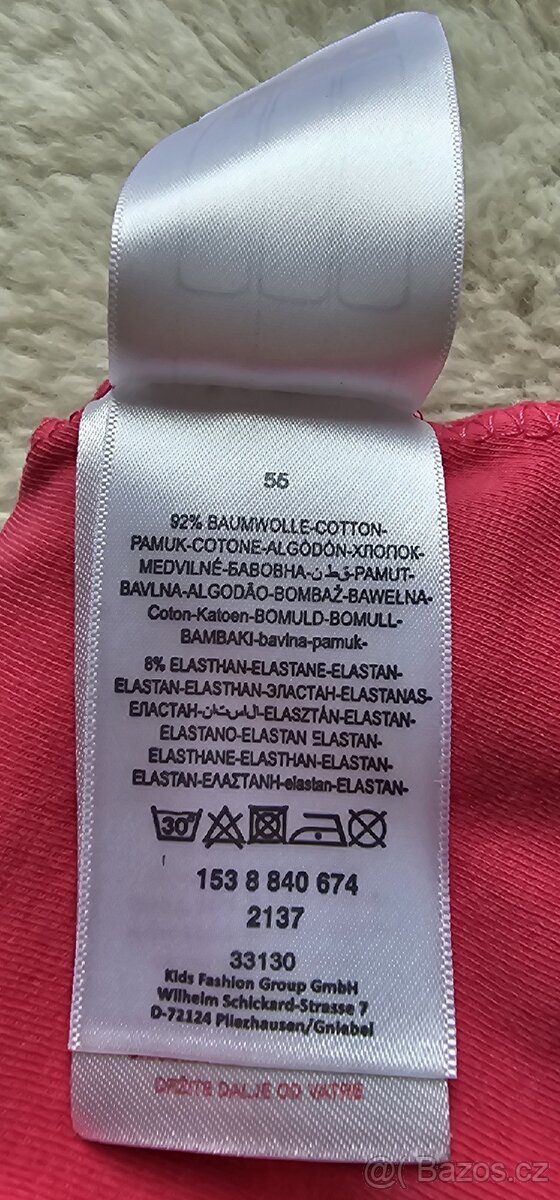 56
92% BAUMWOLLE-COTTON-
PAMUK-COTONE-ALGODÓN-ХЛОПОК-
MEDVILNĖ-БАВОВНА-قطن-PAMUT-
BAVLNA-ALGODÃO-BOMBAŽ-BAWEŁNA-
Coton-Katoen-BOMULD-BOMULL-
BAMBAKI-bavlna-pamuk-
8% ELASTHAN-ELASTANE-ELASTAN-
ELASTAN-ELASTHAN-ЭЛАСТАН-ELASTANAS-
ЕЛАСТАН-الاستان-ELASZTÁN-ELASTAN-
ELASTANO-ELASTAN ELASTAN-
ELASTHANE-ELASTHAN-ELASTAN-
ELASTAN-ΕΛΑΣΤΑΝΗ-elastan-ELASTAN-
30°
153 8 840 674
2137
33130
Kids Fashion Group GmbH
Wilhelm Schickard-Strasse 7
D-72124 Pliezhausen/Gniebel
DRŽITE DALJE OD VATRE
Bazos.cz